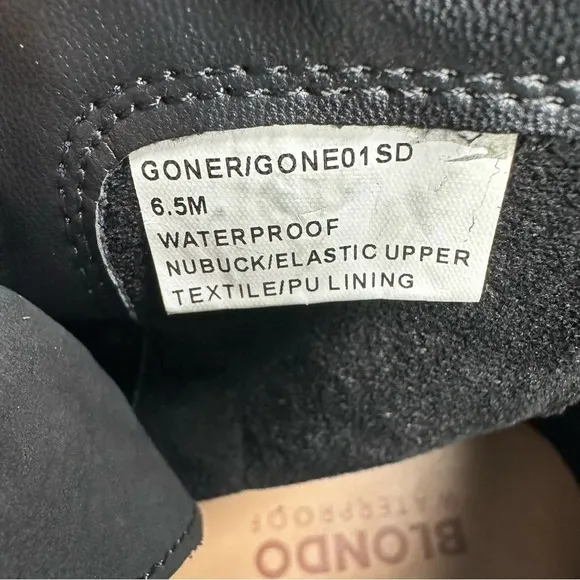 GONER/GONE01SD
6.5M
WATERPROOF
NUBUCK/ELASTIC UPPER
TEXTILE/PU LINING
BLONDO
WATERPROOF